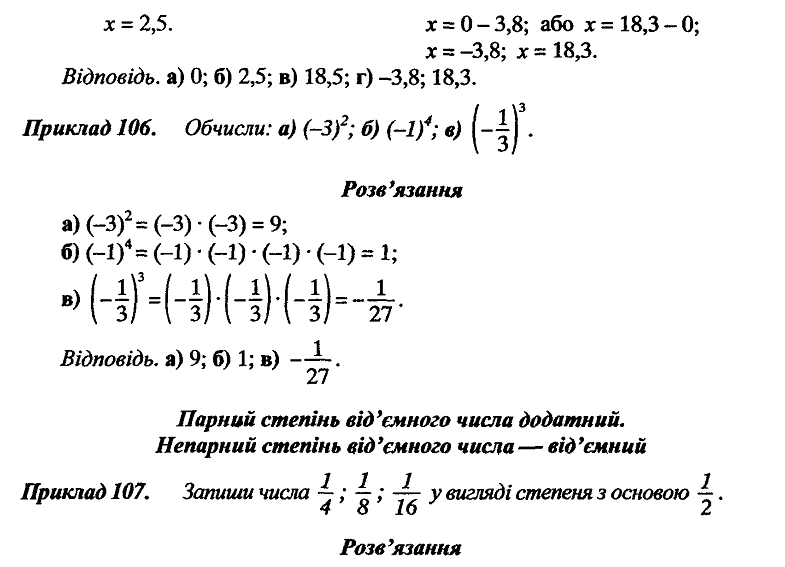 x = 2,5. x = 0 – 3,8; або x = 18,3 – 0;
x = –3,8; x = 18,3.
Відповідь. а) 0; б) 2,5; в) 18,5; г) –3,8; 18,3.
Приклад 106. Обчисли: а) (–3)²; б) (–1)⁴; в) (–1/3)³.
Розв’язання
а) (–3)² = (–3) · (–3) = 9;
б) (–1)⁴ = (–1) · (–1) · (–1) · (–1) = 1;
в) (–1/3)³ = (–1/3) · (–1/3) · (–1/3) = –1/27.
Відповідь. а) 9; б) 1; в) –1/27.
Парний степінь від’ємного числа додатний.
Непарний степінь від’ємного числа — від’ємний
Приклад 107. Запиши числа 1/4; 1/8; 1/16 у вигляді степеня з основою 1/2.
Розв’язання